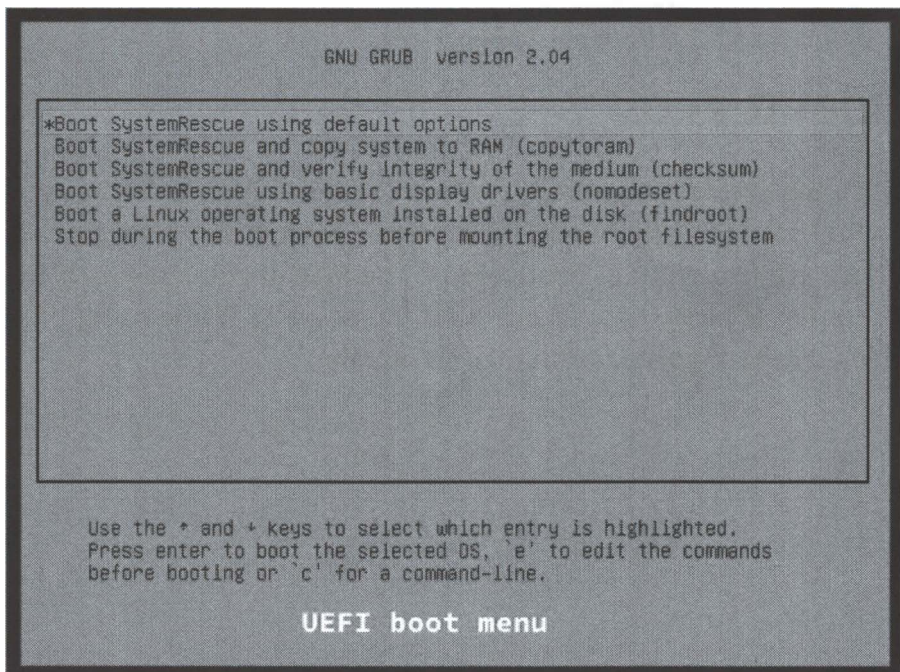 GNU GRUB version 2.04
*Boot SystemRescue using default options
Boot SystemRescue and copy system to RAM (copytoram)
Boot SystemRescue and verify integrity of the medium (checksum)
Boot SystemRescue using basic display drivers (nomodeset)
Boot a Linux operating system installed on the disk (findroot)
Stop during the boot process before mounting the root filesystem
Use the ↑ and ↓ keys to select which entry is highlighted.
Press enter to boot the selected OS, `e' to edit the commands
before booting or `c' for a command-line.
UEFI boot menu